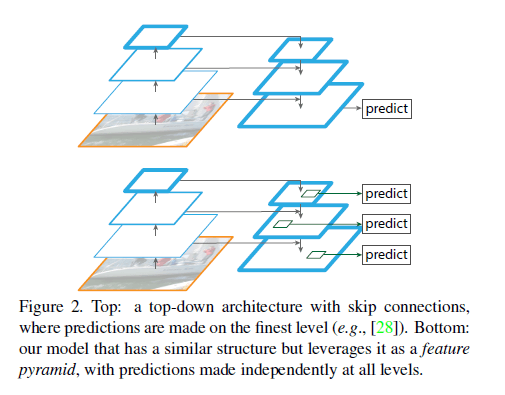 predict
predict
predict
predict
Figure 2. Top: a top-down architecture with skip connections,
where predictions are made on the finest level (e.g., [28]). Bottom:
our model that has a similar structure but leverages it as a feature
pyramid, with predictions made independently at all levels.